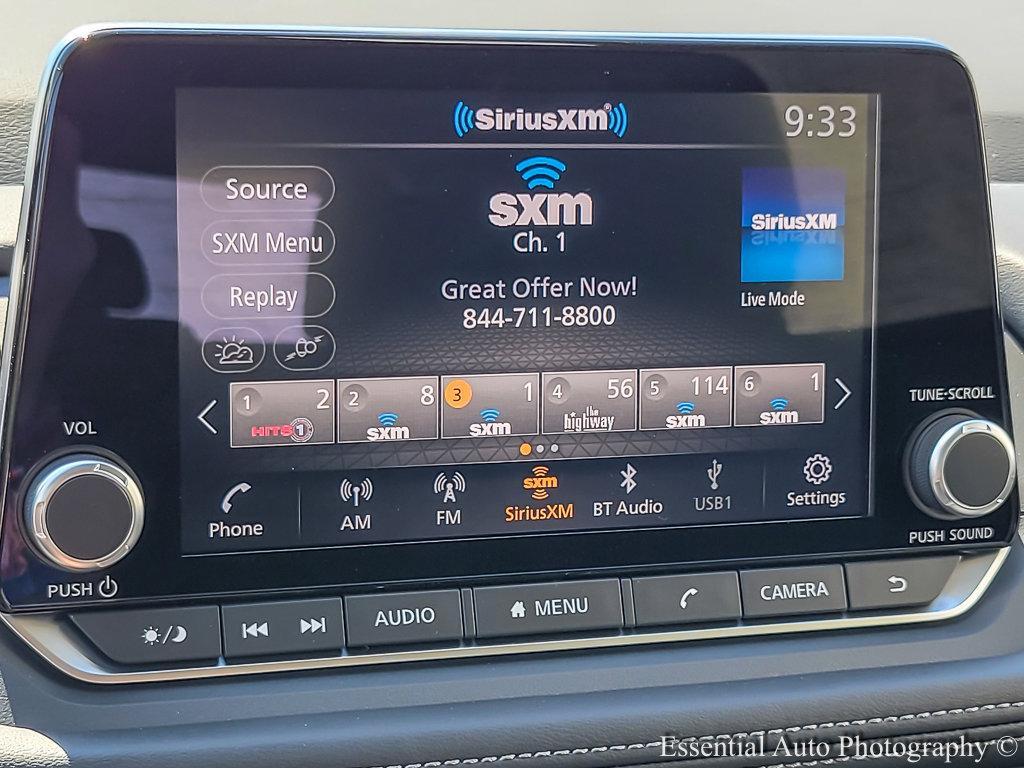 SiriusXM®
9:33
Source
SXM Menu
Replay
sxm
Ch. 1
Great Offer Now!
844-711-8800
SiriusXM
Live Mode
1 2 HITS 1
2 8 sxm
3 1 sxm
4 56 the highway
5 114 sxm
6 1 sxm
Phone
AM
FM
sxm
SiriusXM
BT Audio
USB1
Settings
VOL
PUSH
TUNE-SCROLL
PUSH SOUND
AUDIO
MENU
CAMERA
Essential Auto Photography ©